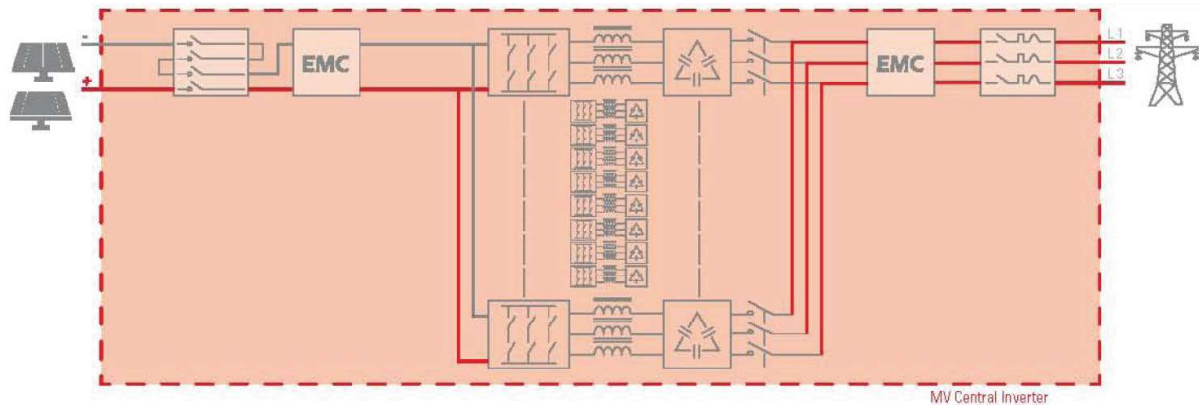 -
+
EMC
EMC
L1
L2
L3
MV Central Inverter